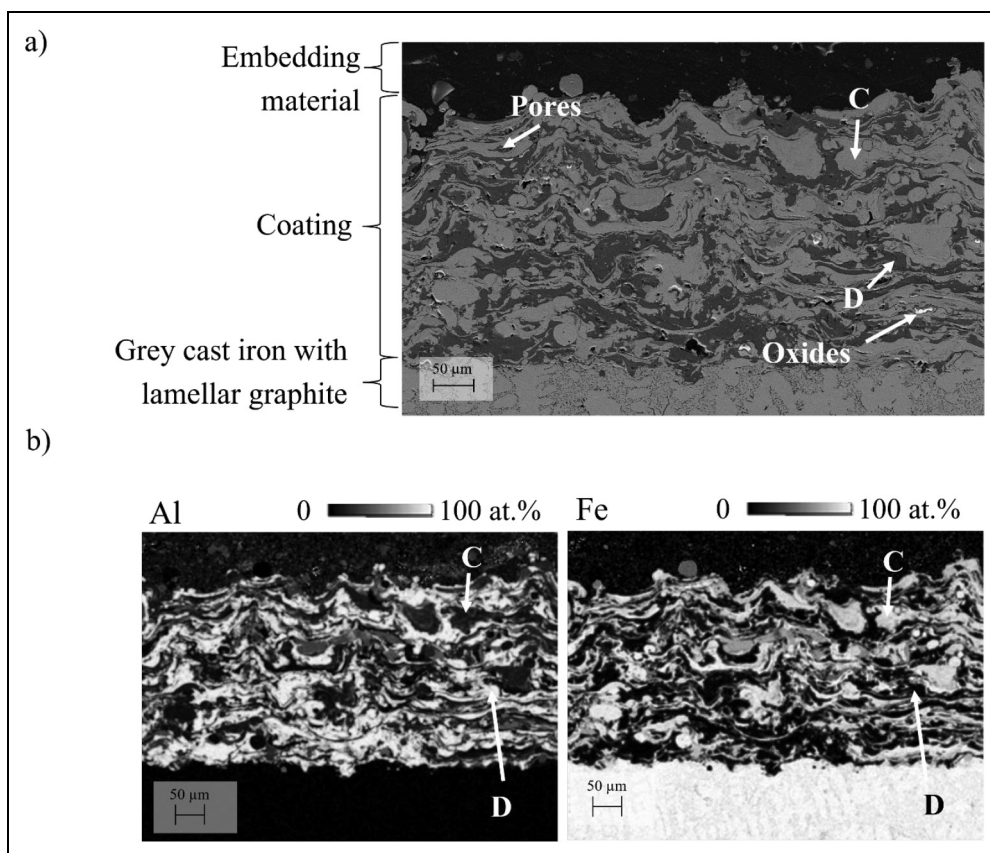 a)
Embedding
material
Pores
C
Coating
D
Oxides
Grey cast iron with
lamellar graphite
50 µm
b)
Al 0 100 at.%
Fe 0 100 at.%
C
C
D
D
50 µm
50 µm